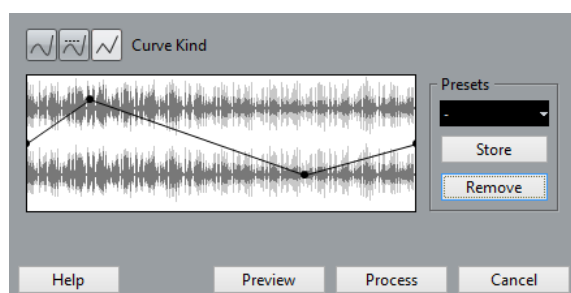 Curve Kind
Presets
-
Store
Remove
Help
Preview
Process
Cancel